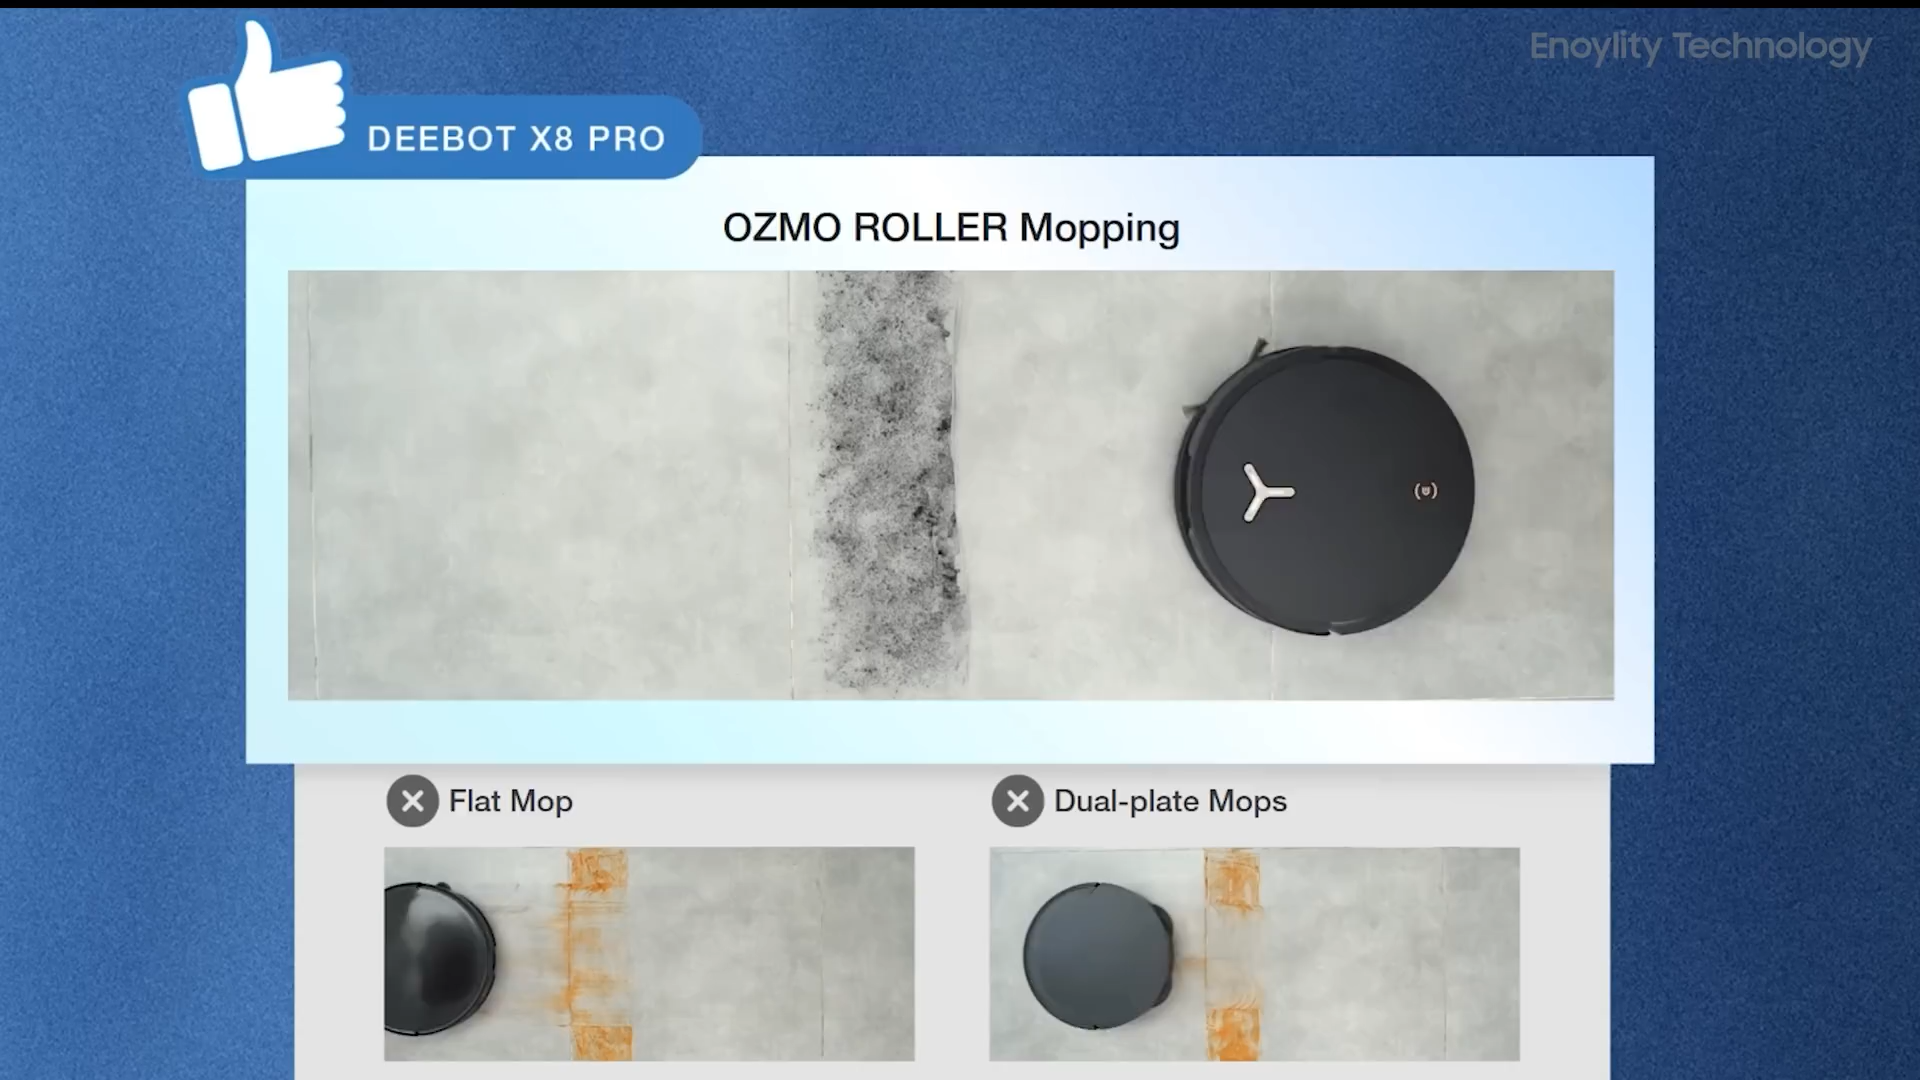 Enoylity Technology
DEEBOT X8 PRO
OZMO ROLLER Mopping
Flat Mop
Dual-plate Mops